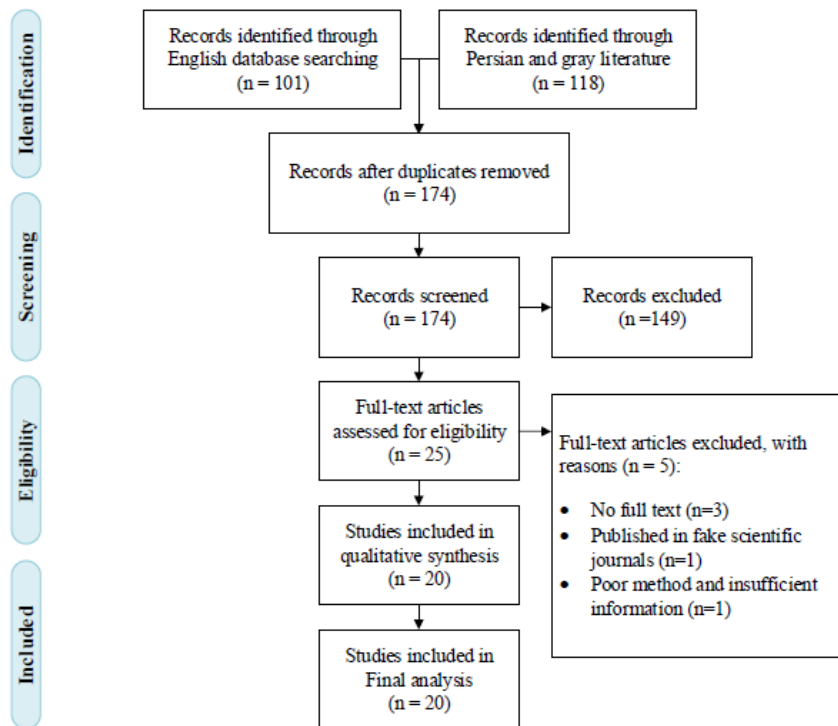 Identification
Records identified through
English database searching
(n = 101)
Records identified through
Persian and gray literature
(n = 118)
Records after duplicates removed
(n = 174)
Screening
Records screened
(n = 174)
Records excluded
(n =149)
Eligibility
Full-text articles
assessed for eligibility
(n = 25)
Full-text articles excluded, with
reasons (n = 5):
• No full text (n=3)
• Published in fake scientific
journals (n=1)
• Poor method and insufficient
information (n=1)
Studies included in
qualitative synthesis
(n = 20)
Included
Studies included in
Final analysis
(n = 20)